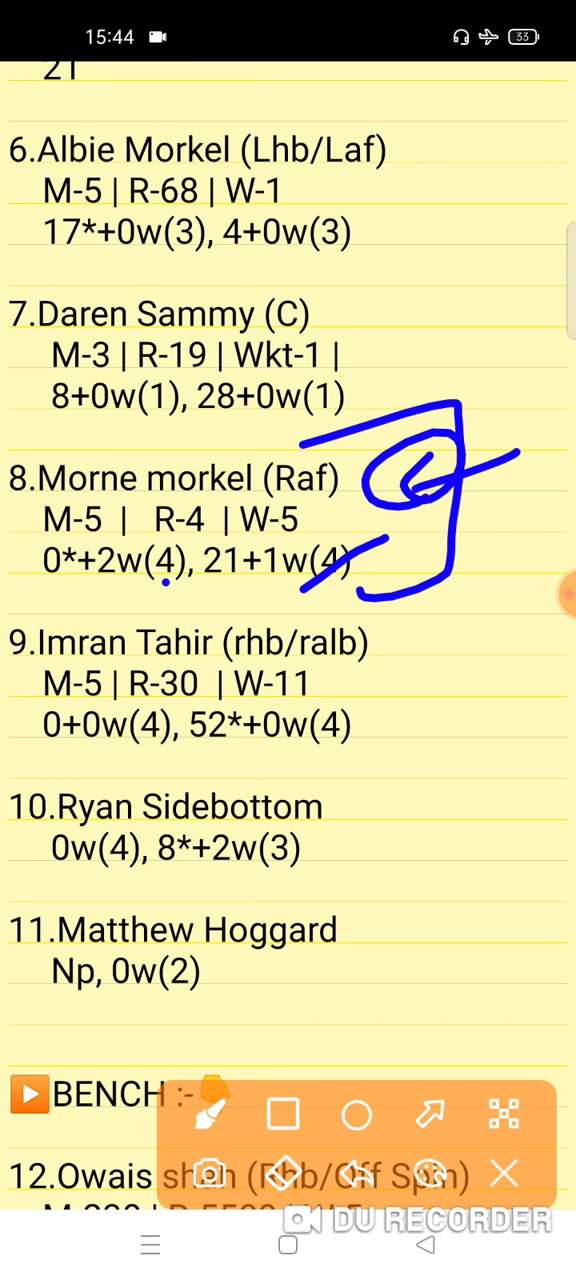 15:44
33
21
6.Albie Morkel (Lhb/Laf)
M-5 | R-68 | W-1
17*+0w(3), 4+0w(3)
7.Daren Sammy (C)
M-3 | R-19 | Wkt-1 |
8+0w(1), 28+0w(1)
8.Morne morkel (Raf)
M-5 | R-4 | W-5
0*+2w(4), 21+1w(4)
9.Imran Tahir (rhb/ralb)
M-5 | R-30 | W-11
0+0w(4), 52*+0w(4)
10.Ryan Sidebottom
0w(4), 8*+2w(3)
11.Matthew Hoggard
Np, 0w(2)
BENCH :-
12.Owais shah (Rhb/Off Spin)
DU RECORDER